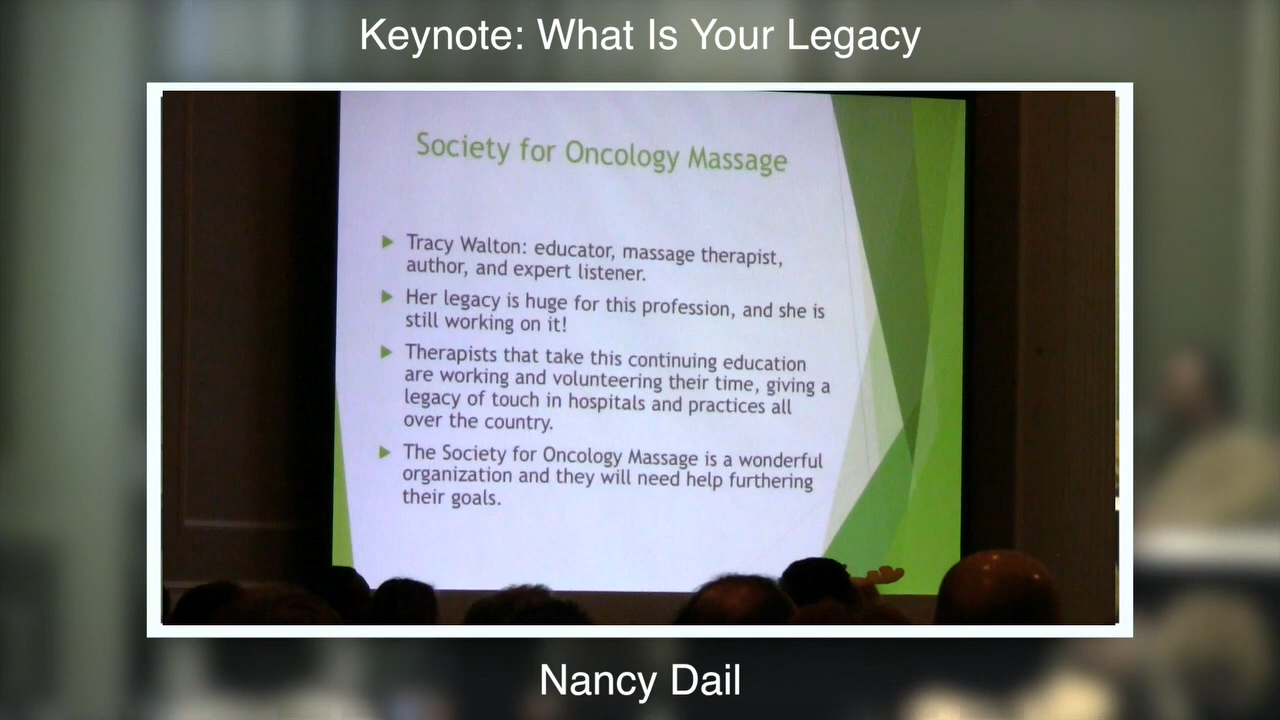 Keynote: What Is Your Legacy
Society for Oncology Massage
Tracy Walton: educator, massage therapist,
author, and expert listener.
Her legacy is huge for this profession, and she is
still working on it!
Therapists that take this continuing education
are working and volunteering their time, giving a
legacy of touch in hospitals and practices all
over the country.
The Society for Oncology Massage is a wonderful
organization and they will need help furthering
their goals.
Nancy Dail